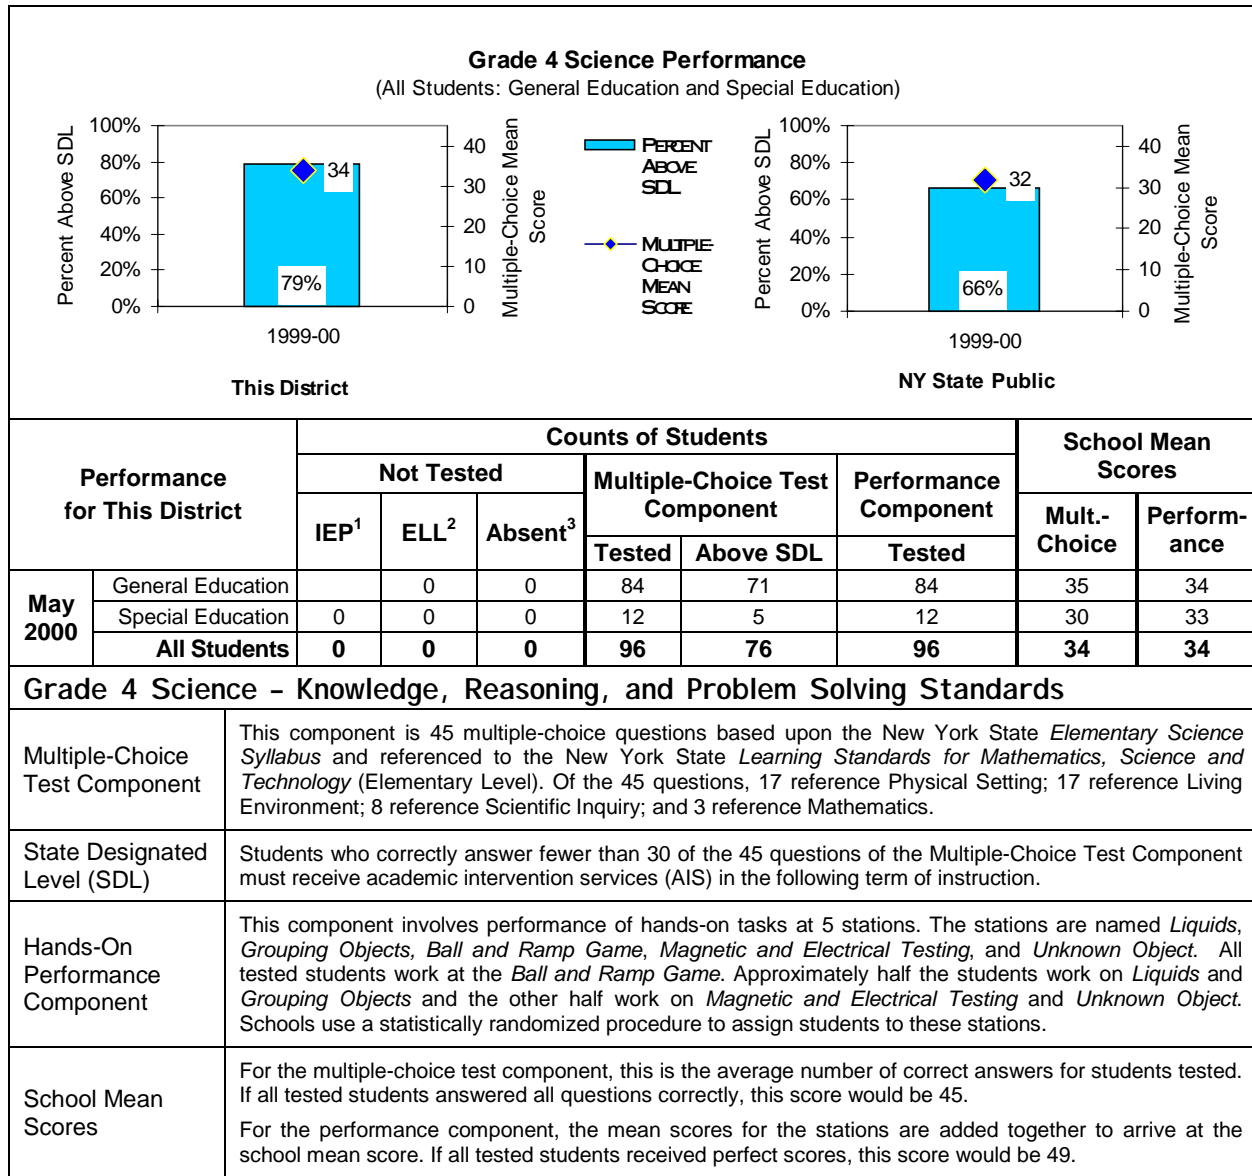 Grade 4 Science Performance
(All Students: General Education and Special Education)
Percent Above SDL
100%
80%
60%
40%
20%
0%
34
79%
1999-00
40
30
20
10
0
Multiple-Choice Mean
Score
This District
PERCENT
ABOVE
SDL
MULTIPLE-
CHOICE
MEAN
SCORE
Percent Above SDL
100%
80%
60%
40%
20%
0%
32
66%
1999-00
40
30
20
10
0
Multiple-Choice Mean
Score
NY State Public
Performance
for This District
Counts of Students
School Mean
Scores
Not Tested
Multiple-Choice Test
Component
Performance
Component
IEP1 ELL2 Absent3
Mult.-
Choice
Perform-
ance
Tested Above SDL Tested
May
2000
General Education 0 0 84 71 84 35 34
Special Education 0 0 0 12 5 12 30 33
All Students 0 0 0 96 76 96 34 34
Grade 4 Science – Knowledge, Reasoning, and Problem Solving Standards
Multiple-Choice
Test Component
This component is 45 multiple-choice questions based upon the New York State Elementary Science
Syllabus and referenced to the New York State Learning Standards for Mathematics, Science and
Technology (Elementary Level). Of the 45 questions, 17 reference Physical Setting; 17 reference Living
Environment; 8 reference Scientific Inquiry; and 3 reference Mathematics.
State Designated
Level (SDL)
Students who correctly answer fewer than 30 of the 45 questions of the Multiple-Choice Test Component
must receive academic intervention services (AIS) in the following term of instruction.
Hands-On
Performance
Component
This component involves performance of hands-on tasks at 5 stations. The stations are named Liquids,
Grouping Objects, Ball and Ramp Game, Magnetic and Electrical Testing, and Unknown Object. All
tested students work at the Ball and Ramp Game. Approximately half the students work on Liquids and
Grouping Objects and the other half work on Magnetic and Electrical Testing and Unknown Object.
Schools use a statistically randomized procedure to assign students to these stations.
School Mean
Scores
For the multiple-choice test component, this is the average number of correct answers for students tested.
If all tested students answered all questions correctly, this score would be 45.
For the performance component, the mean scores for the stations are added together to arrive at the
school mean score. If all tested students received perfect scores, this score would be 49.